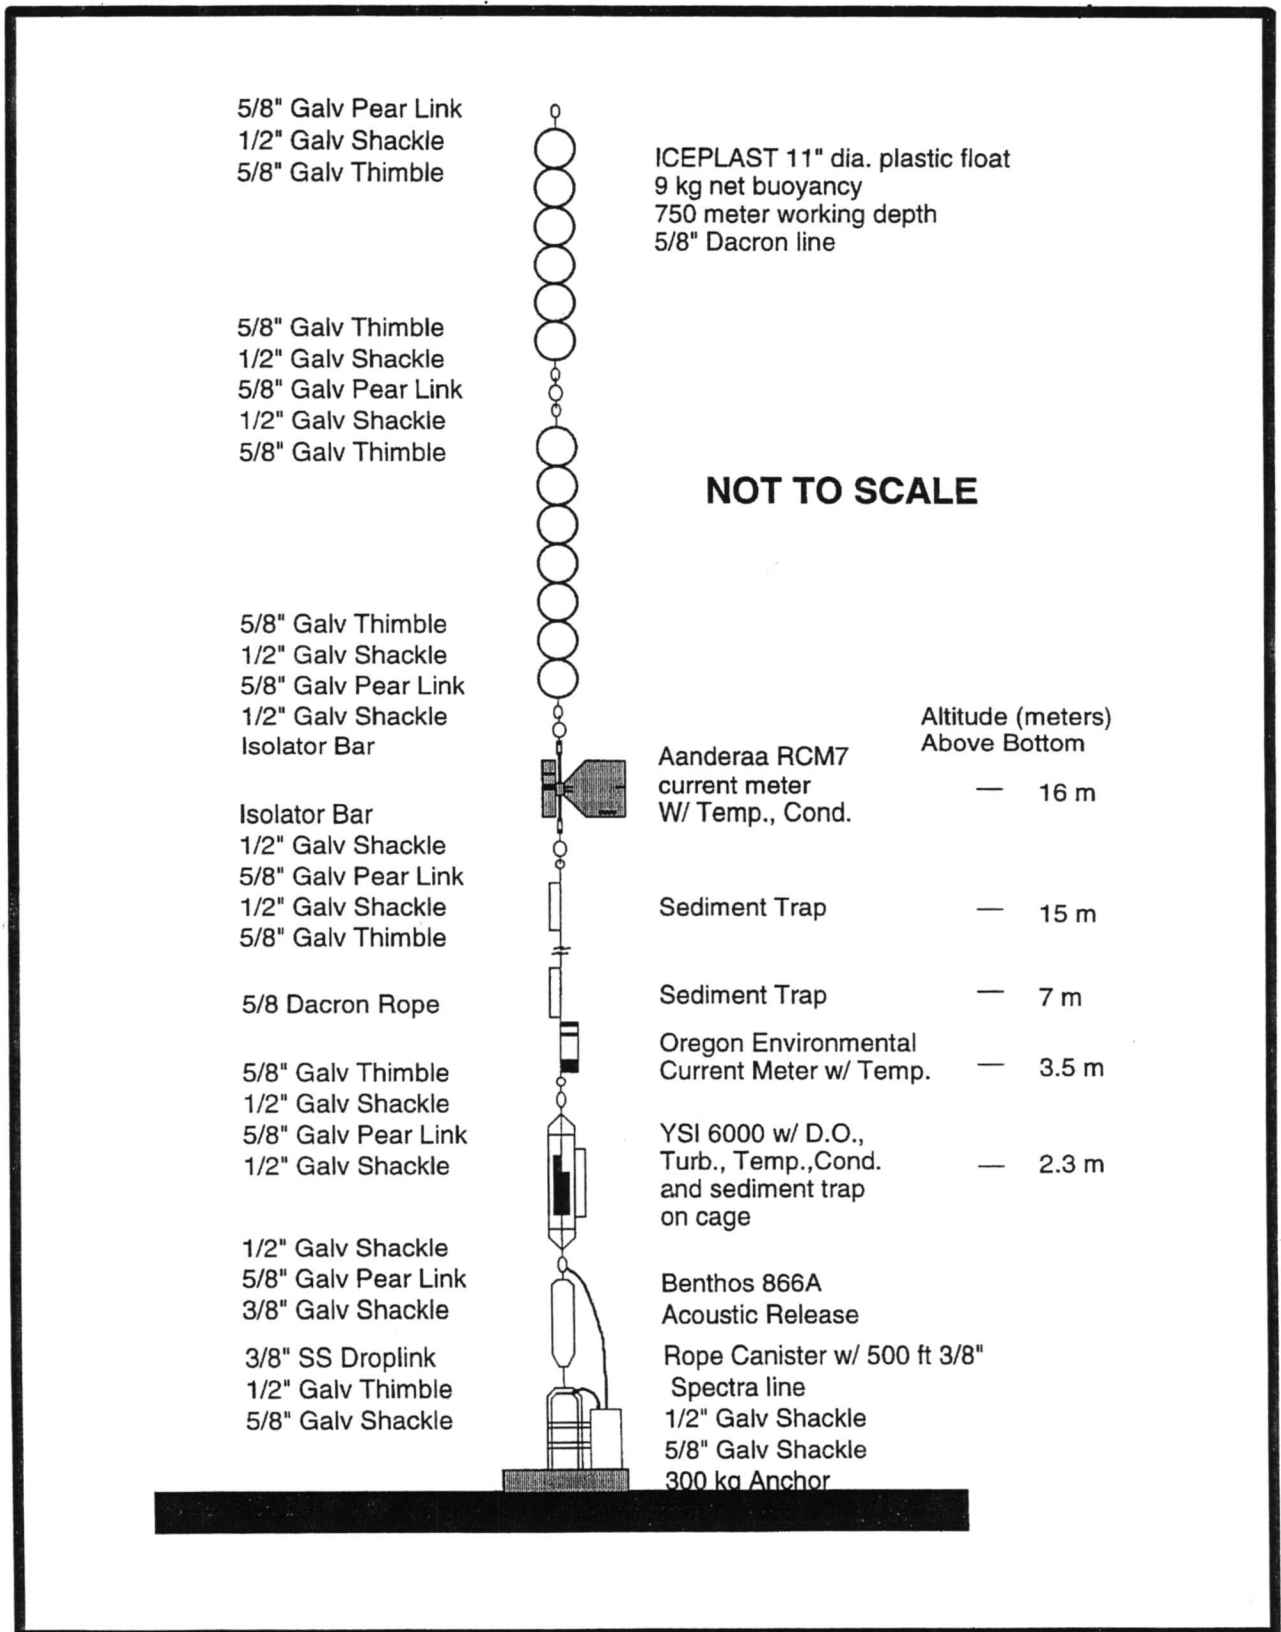 5/8" Galv Pear Link
1/2" Galv Shackle
5/8" Galv Thimble
ICEPLAST 11" dia. plastic float
9 kg net buoyancy
750 meter working depth
5/8" Dacron line
5/8" Galv Thimble
1/2" Galv Shackle
5/8" Galv Pear Link
1/2" Galv Shackle
5/8" Galv Thimble
NOT TO SCALE
5/8" Galv Thimble
1/2" Galv Shackle
5/8" Galv Pear Link
1/2" Galv Shackle
Isolator Bar
Altitude (meters)
Above Bottom
Aanderaa RCM7
current meter
W/ Temp., Cond.
— 16 m
Isolator Bar
1/2" Galv Shackle
5/8" Galv Pear Link
1/2" Galv Shackle
5/8" Galv Thimble
Sediment Trap — 15 m
5/8 Dacron Rope
Sediment Trap — 7 m
Oregon Environmental
Current Meter w/ Temp. — 3.5 m
5/8" Galv Thimble
1/2" Galv Shackle
5/8" Galv Pear Link
1/2" Galv Shackle
YSI 6000 w/ D.O.,
Turb., Temp.,Cond. — 2.3 m
and sediment trap
on cage
1/2" Galv Shackle
5/8" Galv Pear Link
3/8" Galv Shackle
Benthos 866A
Acoustic Release
3/8" SS Droplink
1/2" Galv Thimble
5/8" Galv Shackle
Rope Canister w/ 500 ft 3/8"
Spectra line
1/2" Galv Shackle
5/8" Galv Shackle
300 kg Anchor